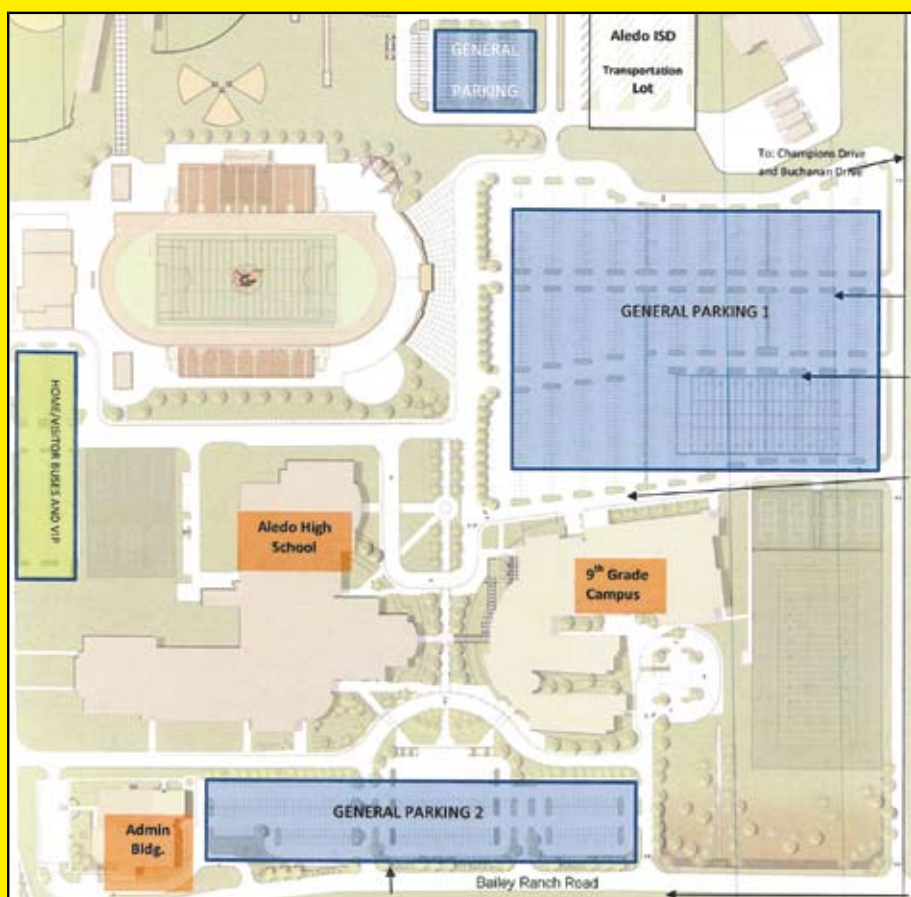 GENERAL
PARKING
Aledo ISD
Transportation
Lot
To: Champions Drive
and Buchanan Drive
GENERAL PARKING 1
HOME/VISITOR BUSES AND VIP
Aledo High
School
9th Grade
Campus
GENERAL PARKING 2
Admin
Bldg.
Bailey Ranch Road